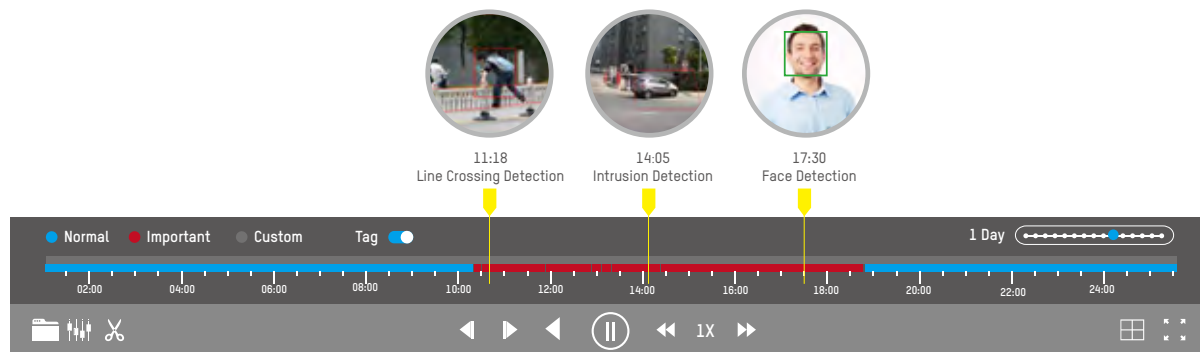 11:18
Line Crossing Detection
14:05
Intrusion Detection
17:30
Face Detection
Normal Important Custom Tag 1 Day
02:00 04:00 06:00 08:00 10:00 12:00 14:00 16:00 18:00 20:00 22:00 24:00
1X